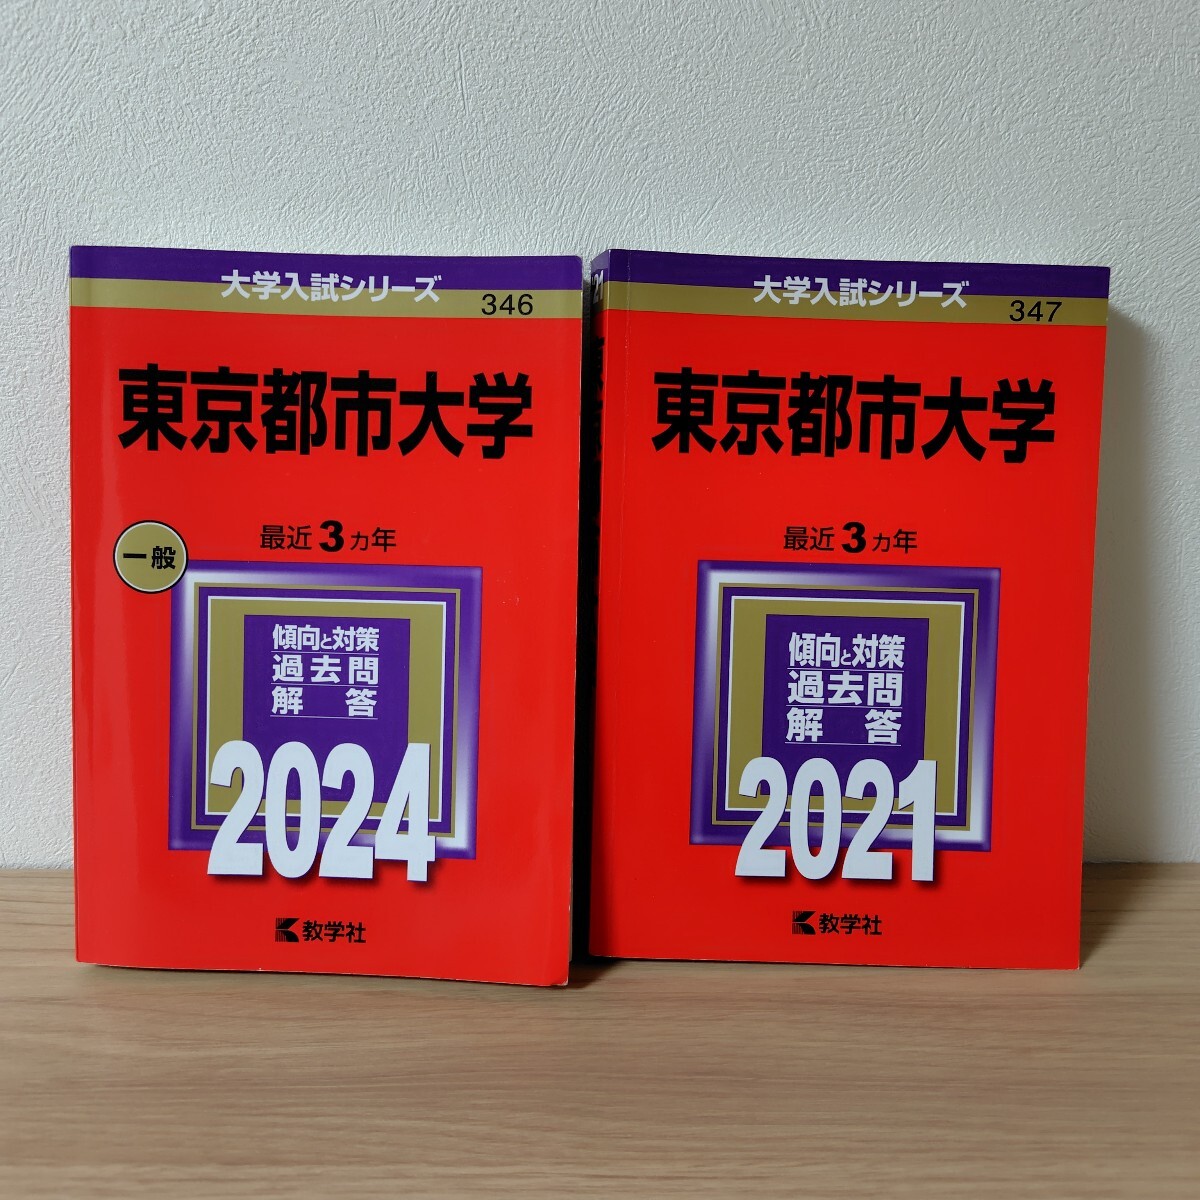 大学入試シリーズ
346
東京都市大学
最近3カ年
一般
傾向と対策
過去問
解答
2024
教学社
21
大学入試シリーズ
347
東京都市大学
最近3カ年
傾向と対策
過去問
解答
2021
教学社